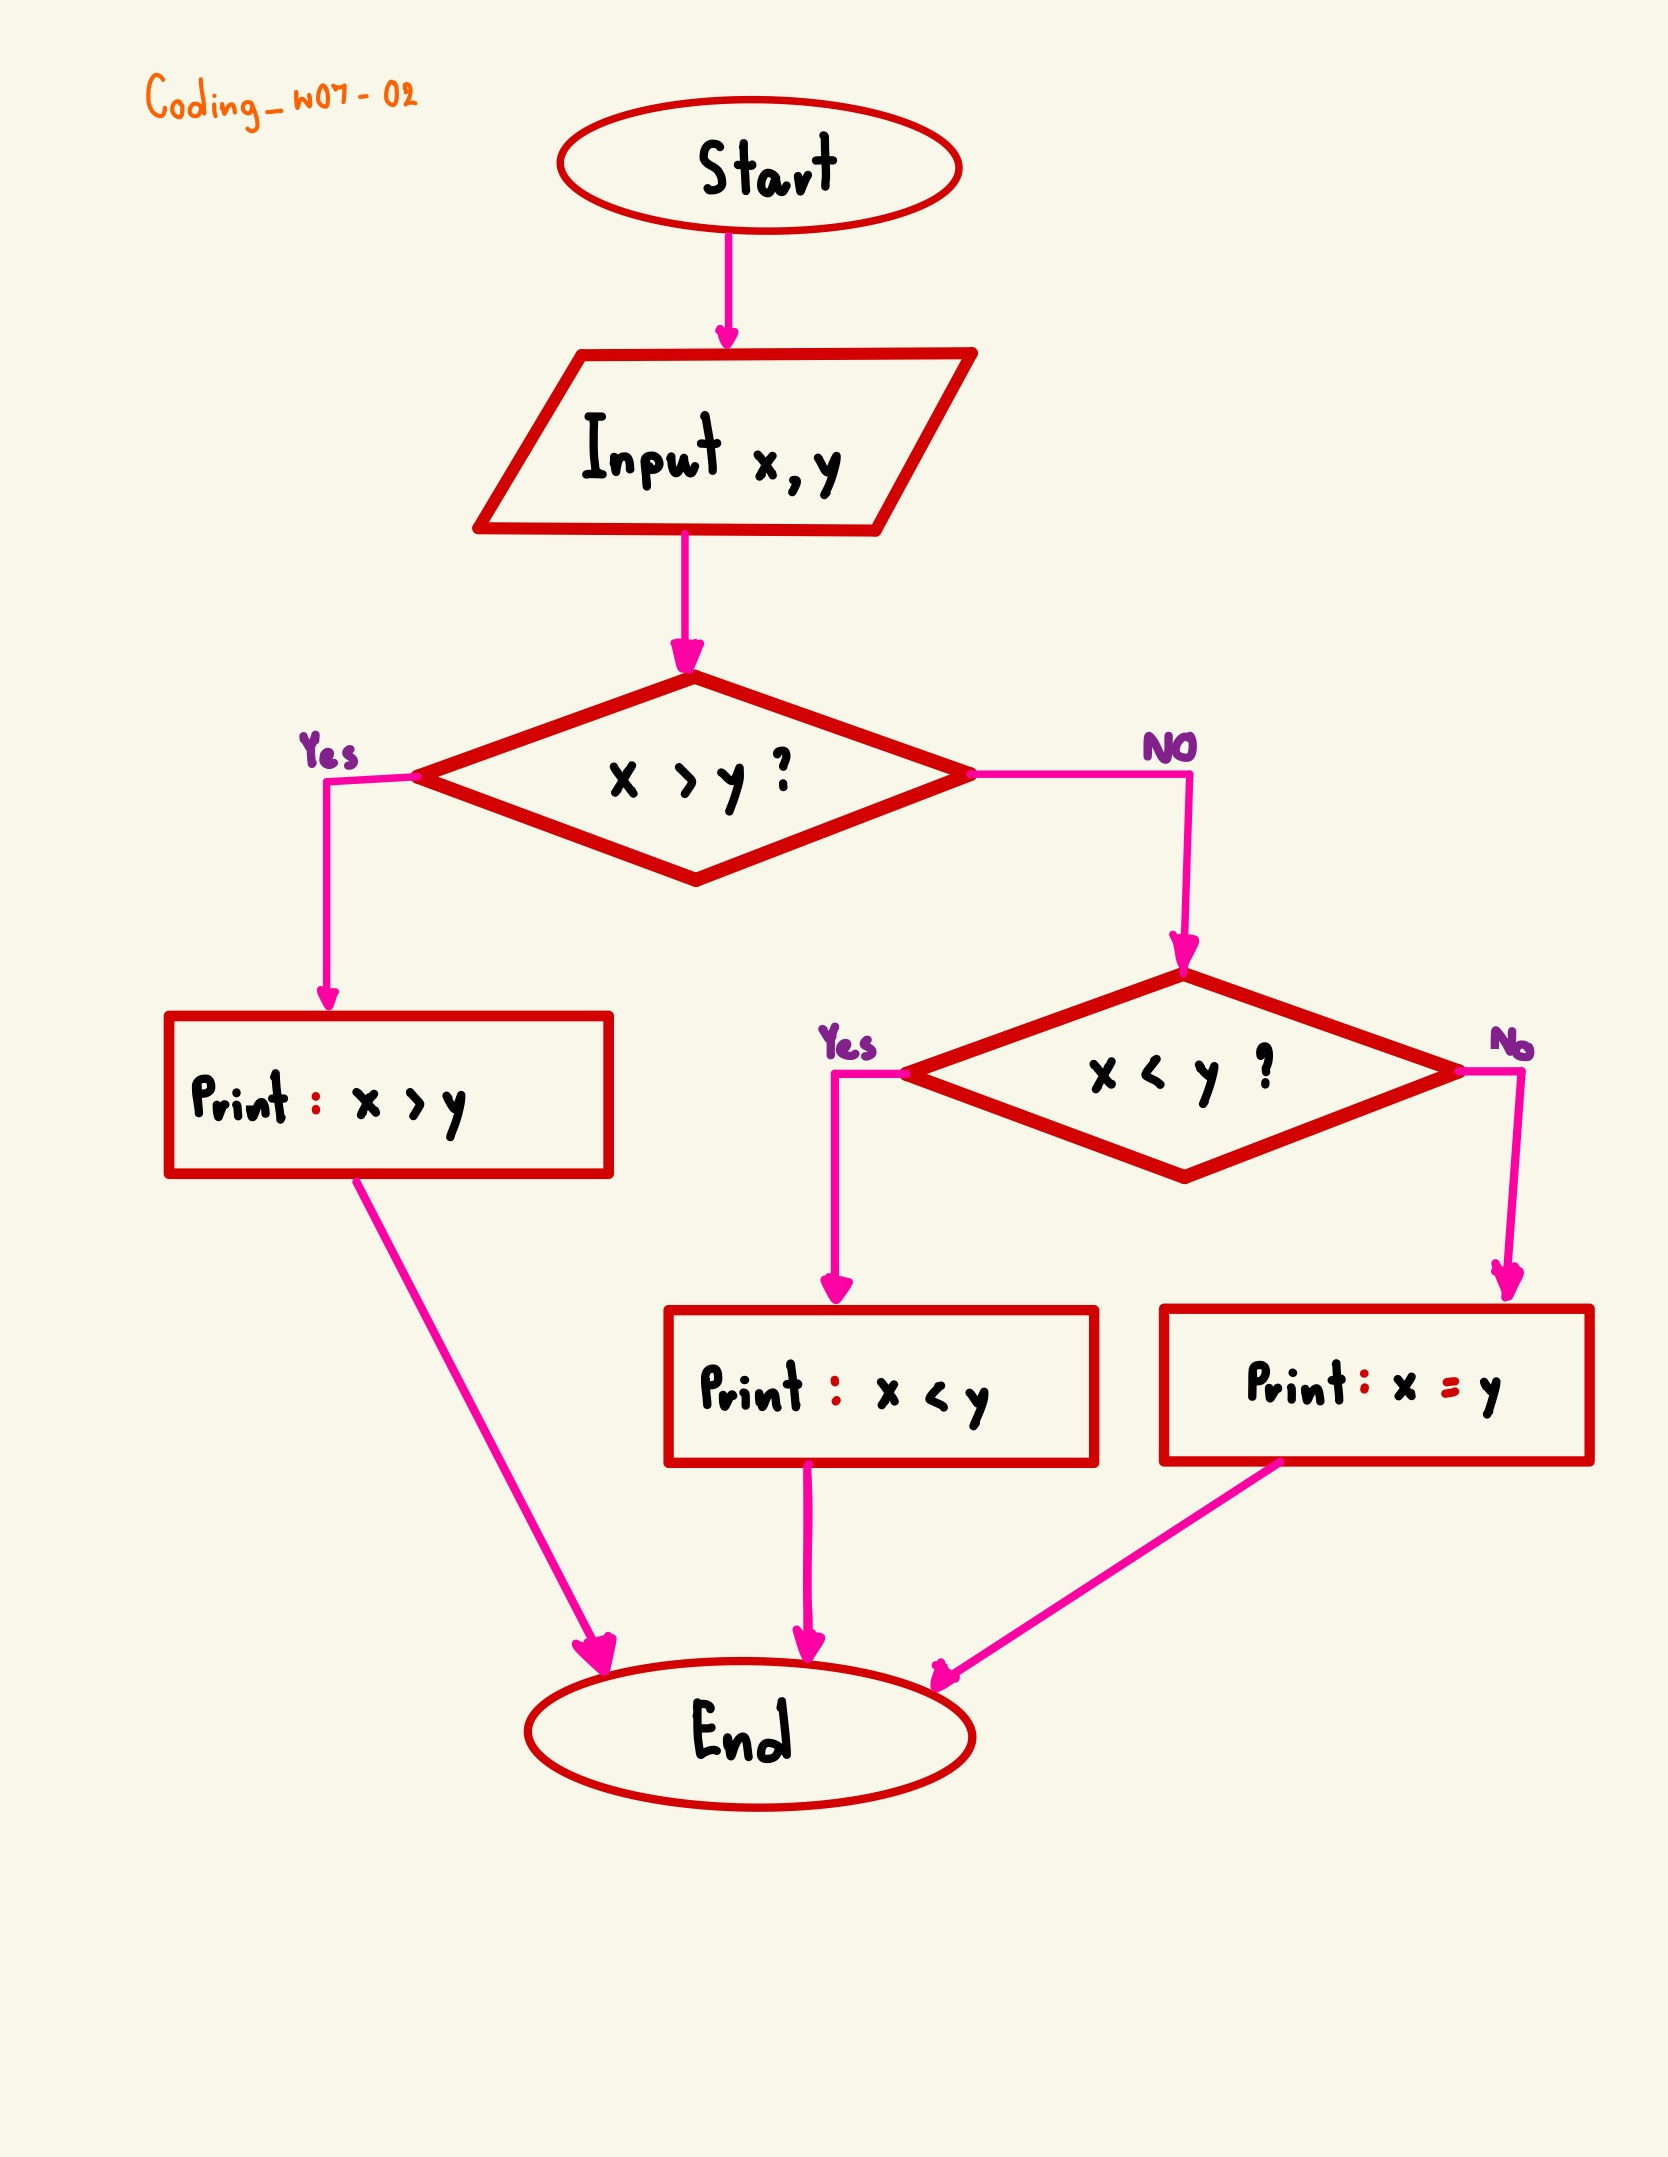 Coding_W07-02
Start
Input x, y
x > y ?
Yes
NO
Print : x > y
x < y ?
Yes
No
Print : x < y
Print : x = y
End